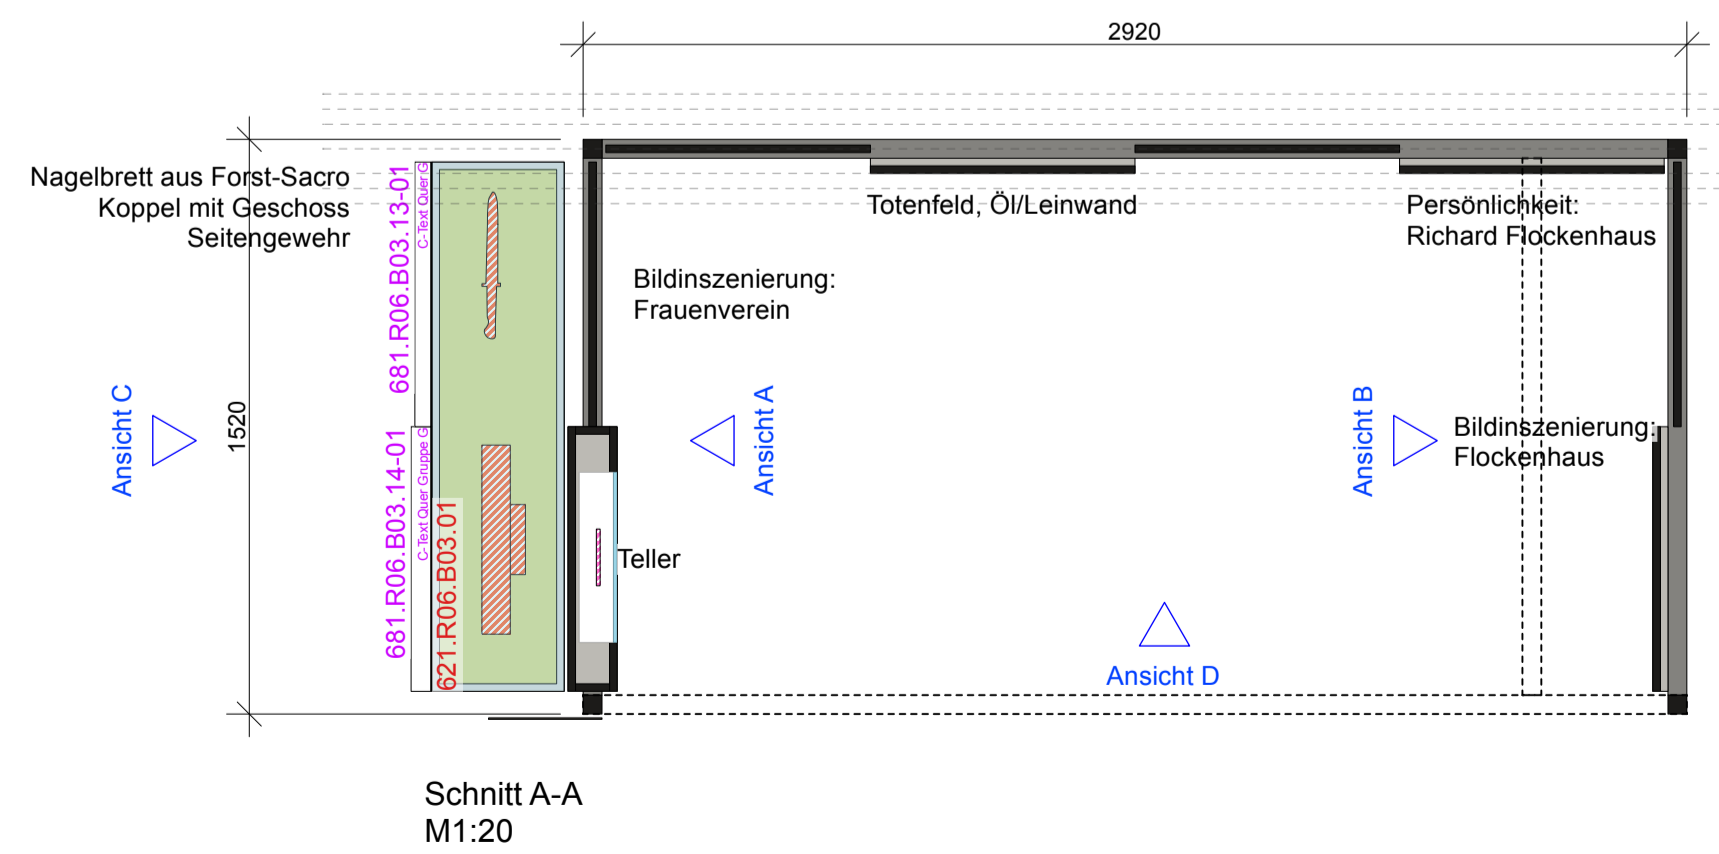 2920
Nagelbrett aus Forst-Sacro
Koppel mit Geschoss
Seitengewehr
681.R06.B03.13-01
C-Text Quer G
Totenfeld, Öl/Leinwand
Persönlichkeit:
Richard Flockenhaus
Bildinszenierung:
Frauenverein
Ansicht C
1520
Ansicht A
Ansicht B
Bildinszenierung:
Flockenhaus
681.R06.B03.14-01
C-Text Quer Gruppe G
621.R06.B03.01
Teller
Ansicht D
Schnitt A-A
M1:20